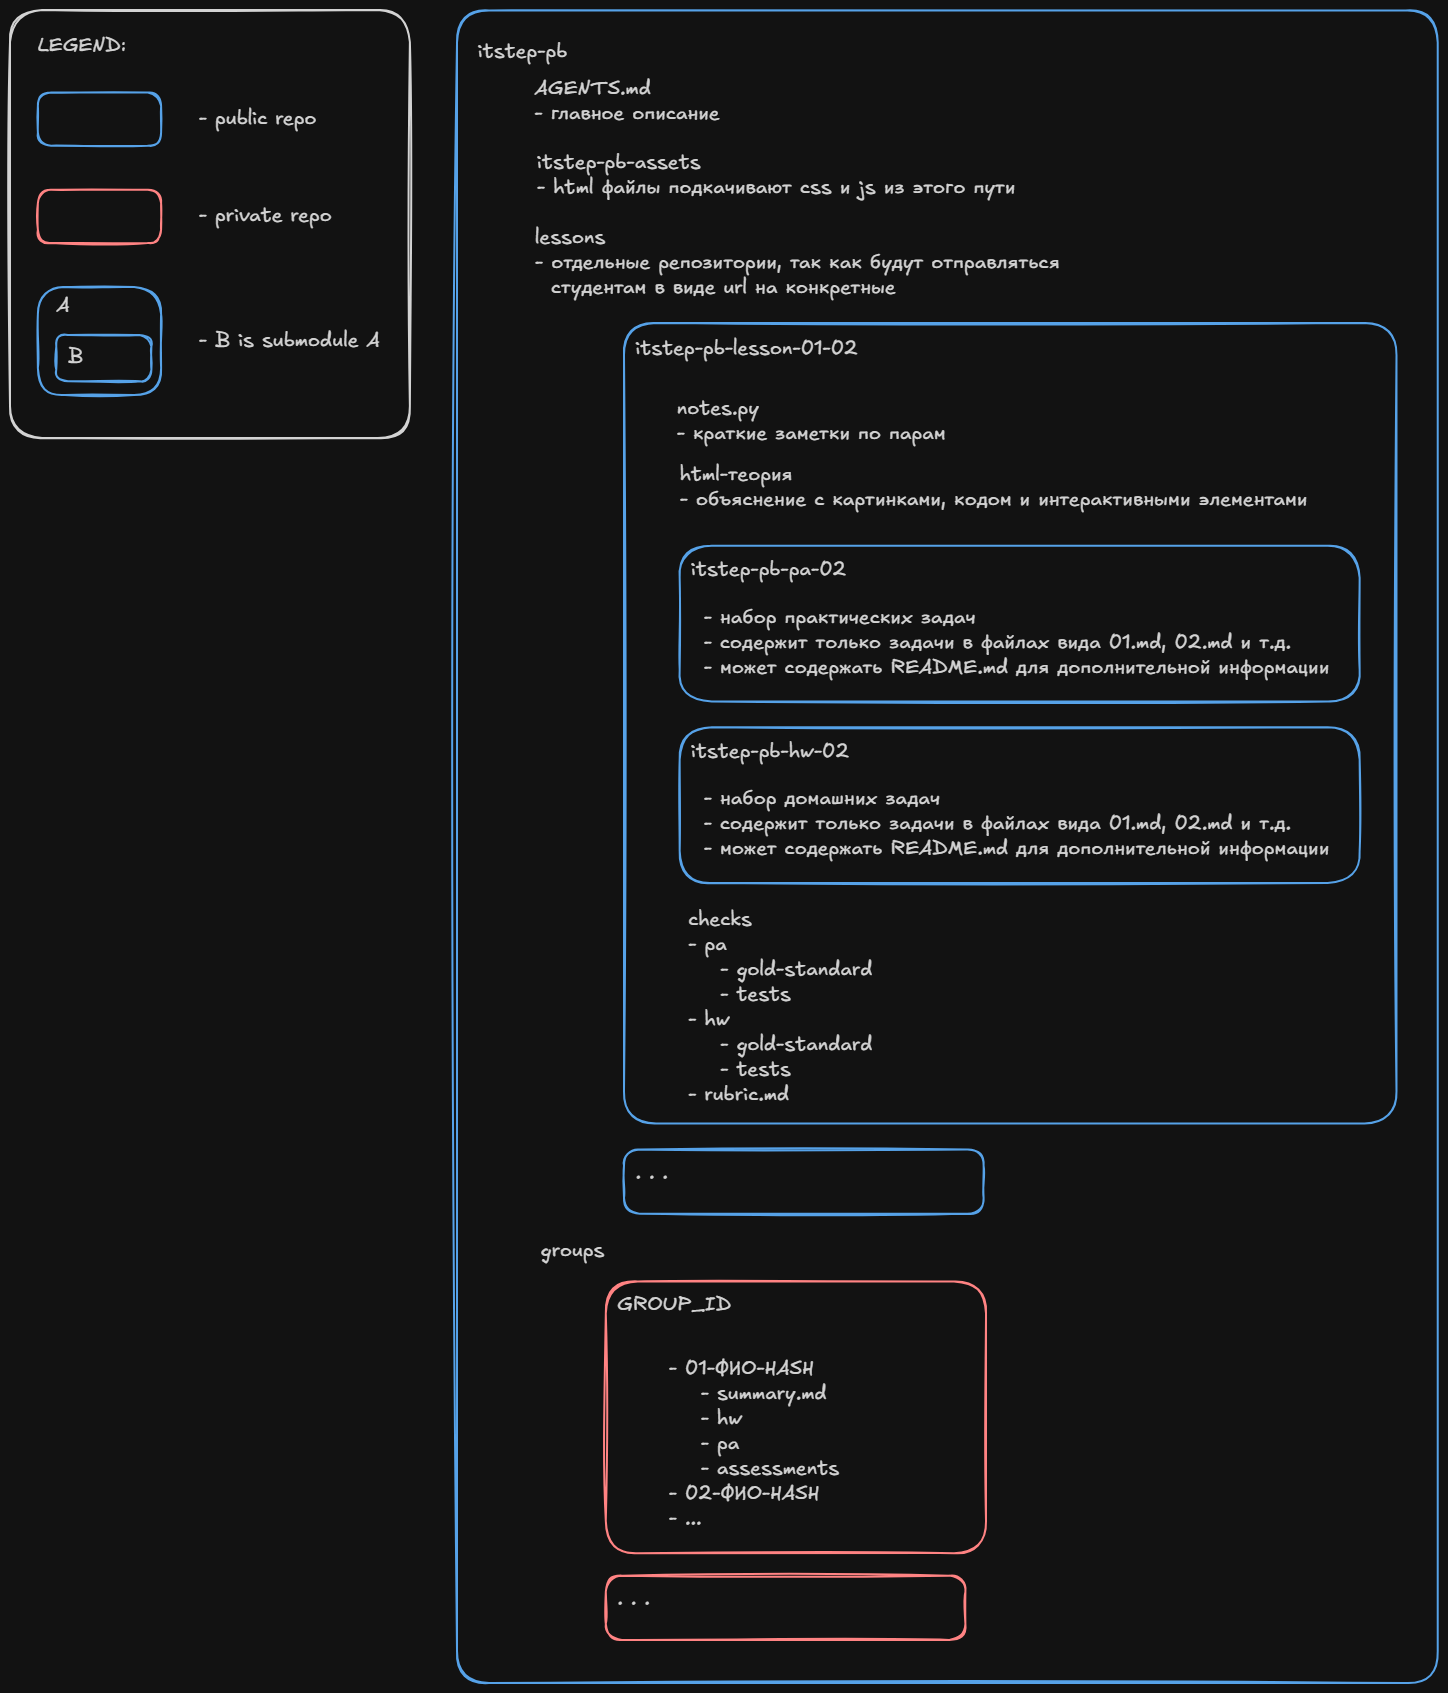 LEGEND:
- public repo
- private repo
A
B
- B is submodule A
itstep-pb
AGENTS.md
- главное описание
itstep-pb-assets
- html файлы подкачивают css и js из этого пути
lessons
- отдельные репозитории, так как будут отправляться
студентам в виде url на конкретные
itstep-pb-lesson-01-02
notes.py
- краткие заметки по парам
html-теория
- объяснение с картинками, кодом и интерактивными элементами
itstep-pb-pa-02
- набор практических задач
- содержит только задачи в файлах вида 01.md, 02.md и т.д.
- может содержать README.md для дополнительной информации
itstep-pb-hw-02
- набор домашних задач
- содержит только задачи в файлах вида 01.md, 02.md и т.д.
- может содержать README.md для дополнительной информации
checks
- pa
- gold-standard
- tests
- hw
- gold-standard
- tests
- rubric.md
. . .
groups
GROUP_ID
- 01-ФИО-HASH
- summary.md
- hw
- pa
- assessments
- 02-ФИО-HASH
- ...
. . .